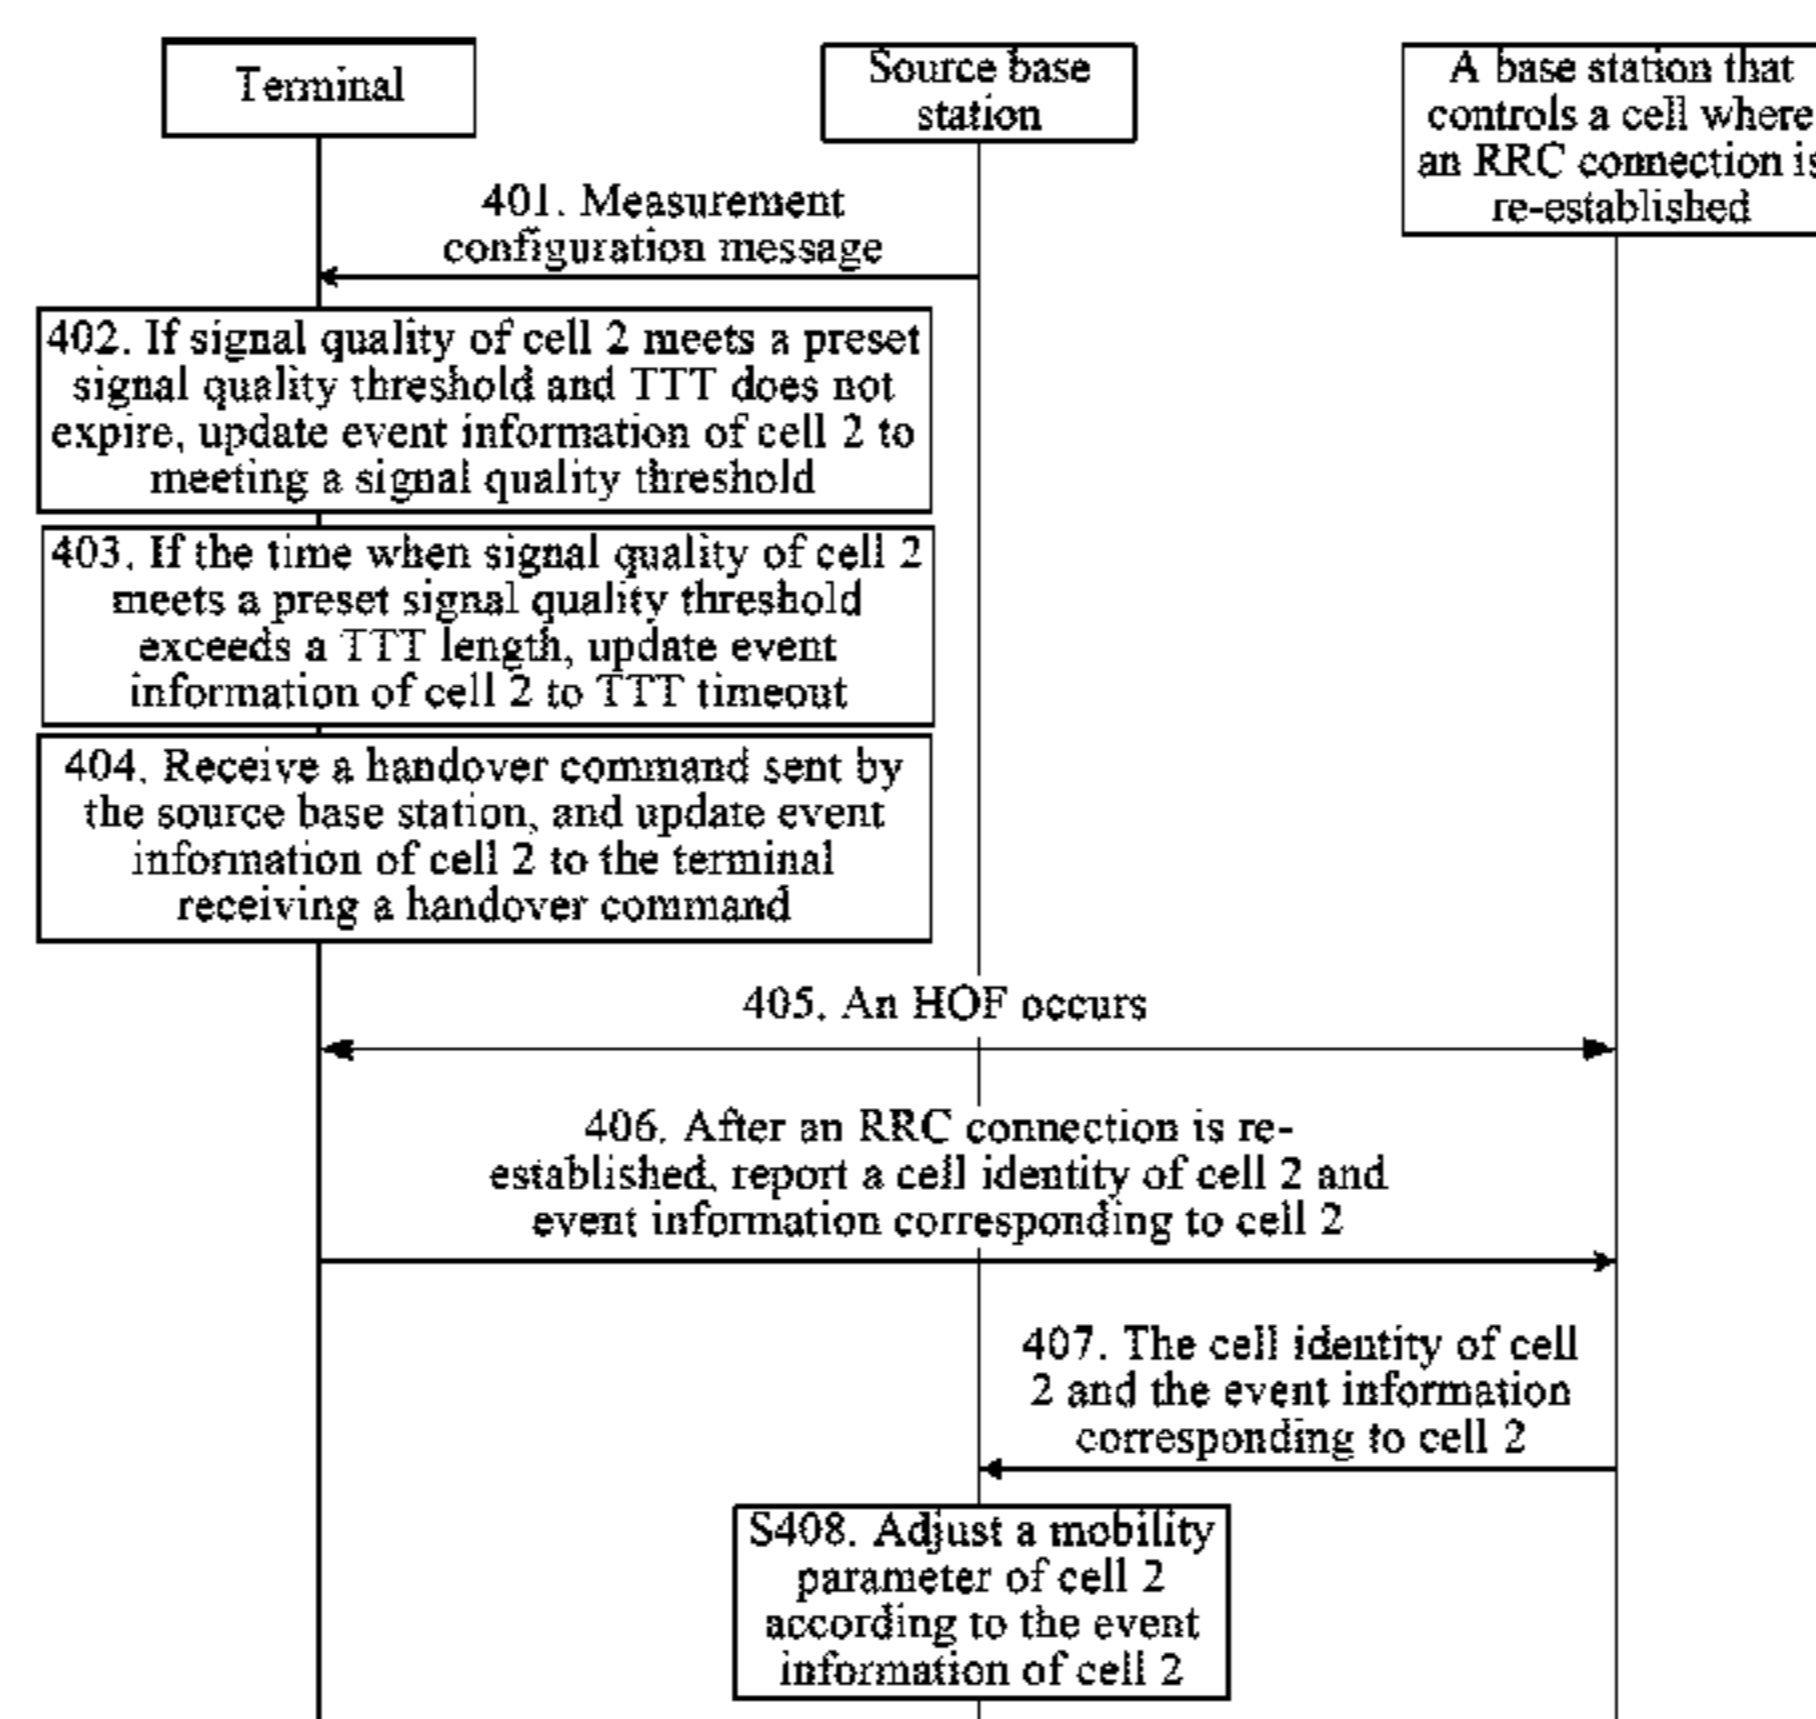 Terminal
Source base
station
A base station that
controls a cell where
an RRC connection is
re-established
401. Measurement
configuration message
402. If signal quality of cell 2 meets a preset
signal quality threshold and TTT does not
expire, update event information of cell 2 to
meeting a signal quality threshold
403. If the time when signal quality of cell 2
meets a preset signal quality threshold
exceeds a TTT length, update event
information of cell 2 to TTT timeout
404. Receive a handover command sent by
the source base station, and update event
information of cell 2 to the terminal
receiving a handover command
405. An HOF occurs
406. After an RRC connection is re-
established, report a cell identity of cell 2 and
event information corresponding to cell 2
407. The cell identity of cell
2 and the event information
corresponding to cell 2
S408. Adjust a mobility
parameter of cell 2
according to the event
information of cell 2